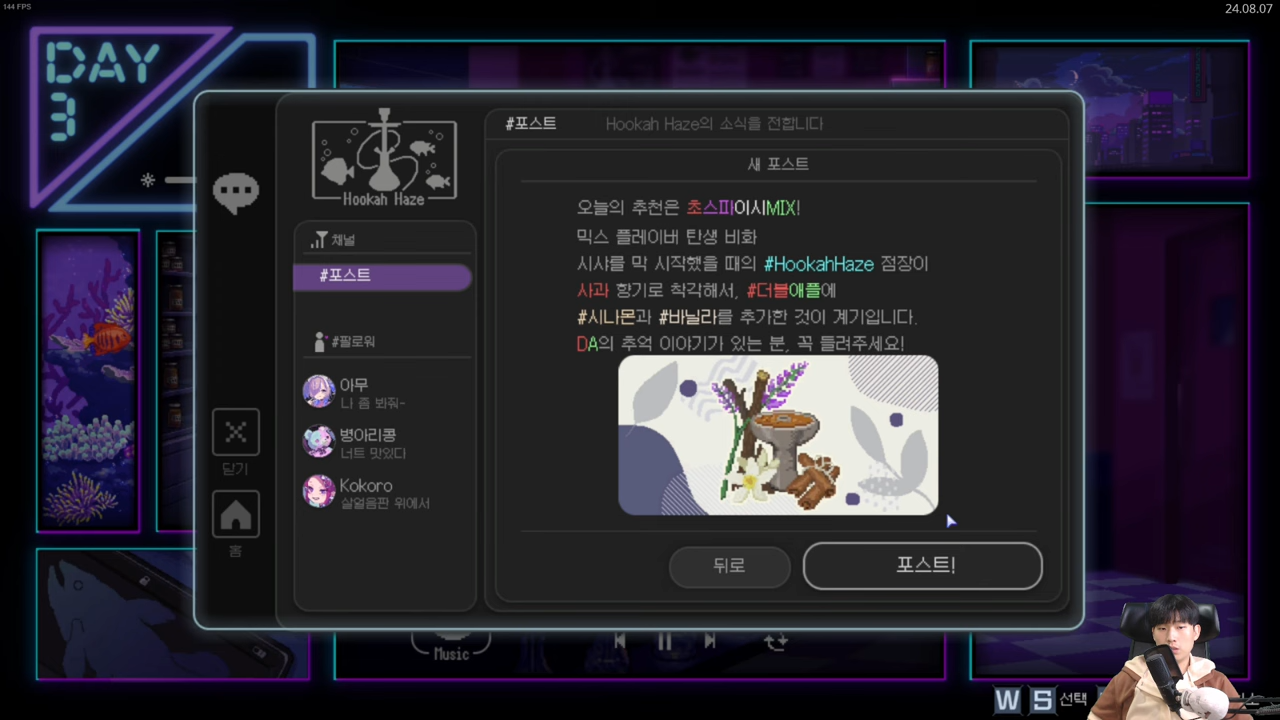 144 FPS
24.08.07
DAY
3
Hookah Haze
#포스트
Hookah Haze의 소식을 전합니다
새 포스트
채널
#포스트
#팔로워
아무
나 좀 봐줘~
병아리콩
너트 맛있다
Kokoro
살얼음판 위에서
닫기
홈
오늘의 추천은 초스파이시MIX!
믹스 플레이버 탄생 비화
시사를 막 시작했을 때의 #HookahHaze 점장이
사과 향기로 착각해서, #더블애플에
#시나몬과 #바닐라를 추가한 것이 계기입니다.
DA의 추억 이야기가 있는 분, 꼭 들려주세요!
뒤로
포스트!
Music
W S 선택